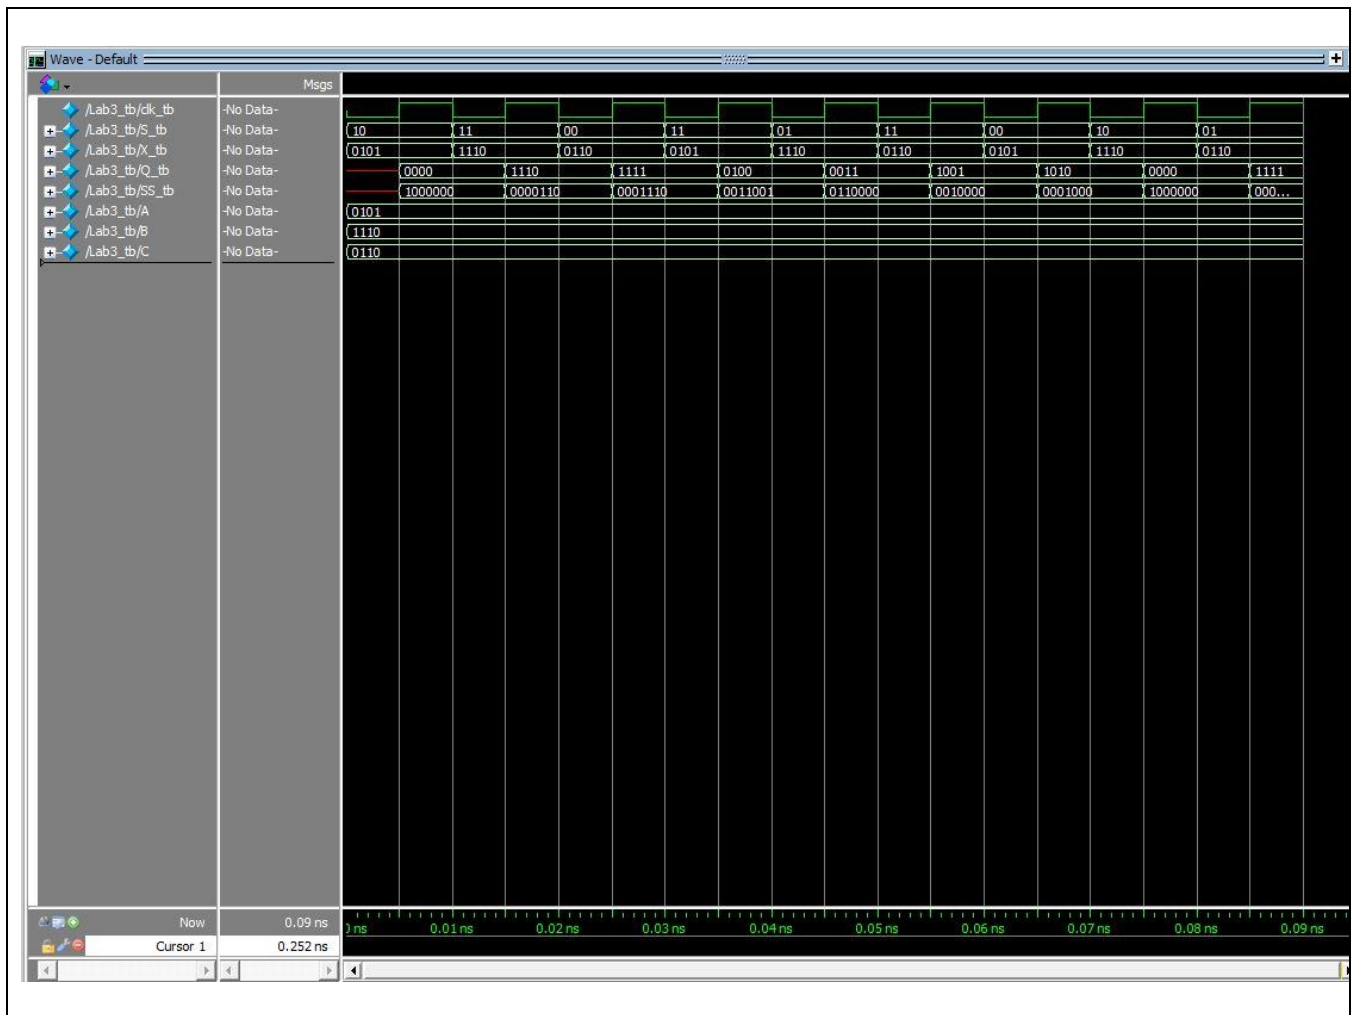 Wave - Default
Msgs
/Lab3_tb/clk_tb -No Data-
/Lab3_tb/S_tb -No Data- 10 11 00 11 01 11 00 10 01
/Lab3_tb/X_tb -No Data- 0101 1110 0110 0101 1110 0110 0101 1110 0110
/Lab3_tb/Q_tb -No Data- 0000 1110 1111 0100 0011 1001 1010 0000 1111
/Lab3_tb/SS_tb -No Data- 1000000 0000110 0001110 0011001 0110000 0010000 0001000 1000000 000...
/Lab3_tb/A -No Data- 0101
/Lab3_tb/B -No Data- 1110
/Lab3_tb/C -No Data- 0110
Now 0.09 ns ns 0.01 ns 0.02 ns 0.03 ns 0.04 ns 0.05 ns 0.06 ns 0.07 ns 0.08 ns 0.09 ns
Cursor 1 0.252 ns